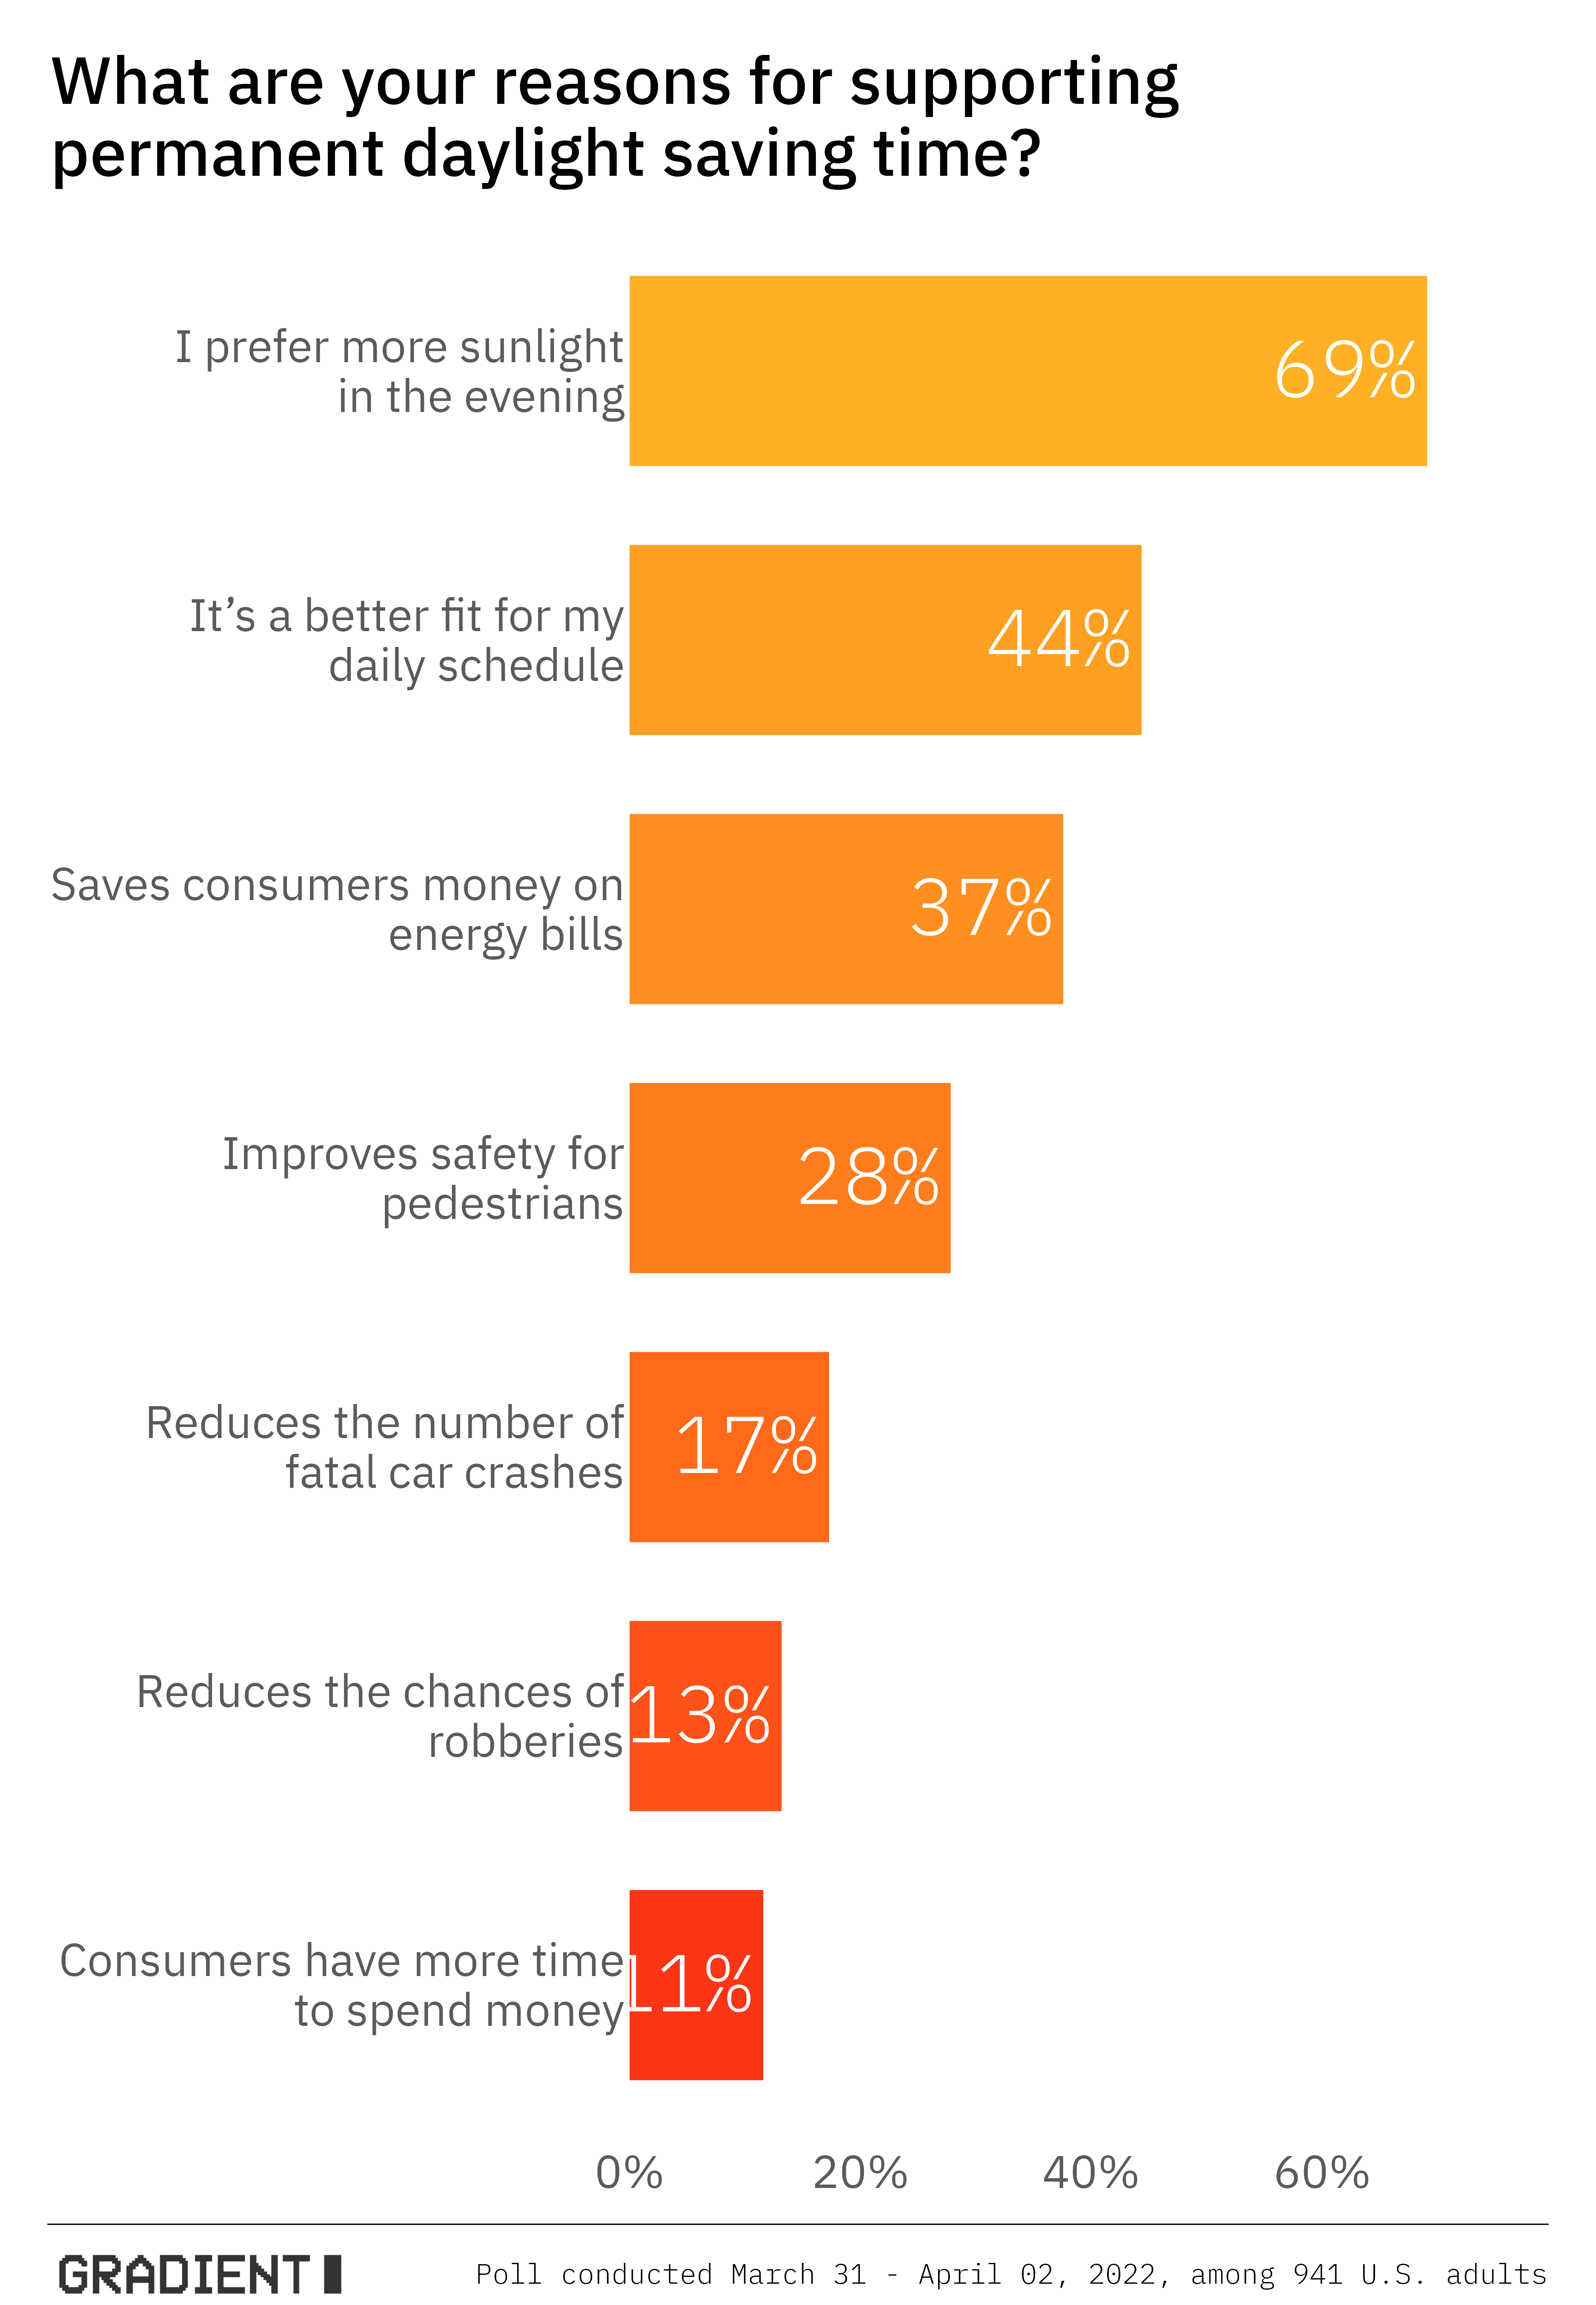 What are your reasons for supporting
permanent daylight saving time?
I prefer more sunlight
in the evening
69%
It’s a better fit for my
daily schedule
44%
Saves consumers money on
energy bills
37%
Improves safety for
pedestrians
28%
Reduces the number of
fatal car crashes
17%
Reduces the chances of
robberies
13%
Consumers have more time
to spend money
11%
0% 20% 40% 60%
GRADIENT
Poll conducted March 31 - April 02, 2022, among 941 U.S. adults